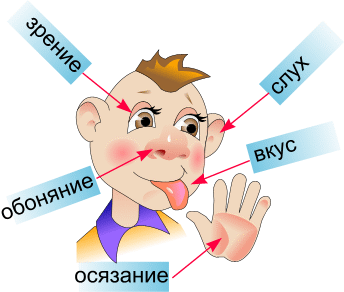 зрение
слух
вкус
обоняние
осязание